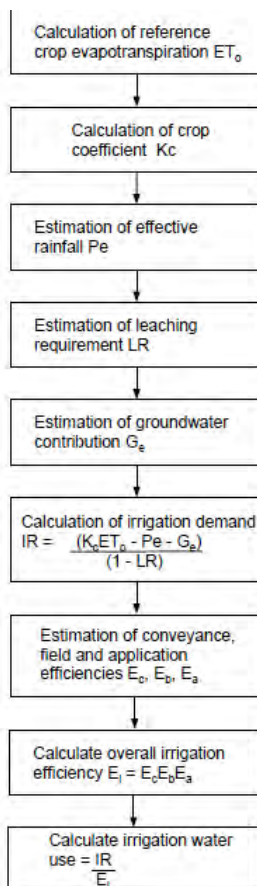 Calculation of reference
crop evapotranspiration ETo
Calculation of crop
coefficient Kc
Estimation of effective
rainfall Pe
Estimation of leaching
requirement LR
Estimation of groundwater
contribution Ge
Calculation of irrigation demand
IR = (KcETo - Pe - Ge)
(1 - LR)
Estimation of conveyance,
field and application
efficiencies Ec, Eb, Ea
Calculate overall irrigation
efficiency Ei = EcEbEa
Calculate irrigation water
use = IR
Ei